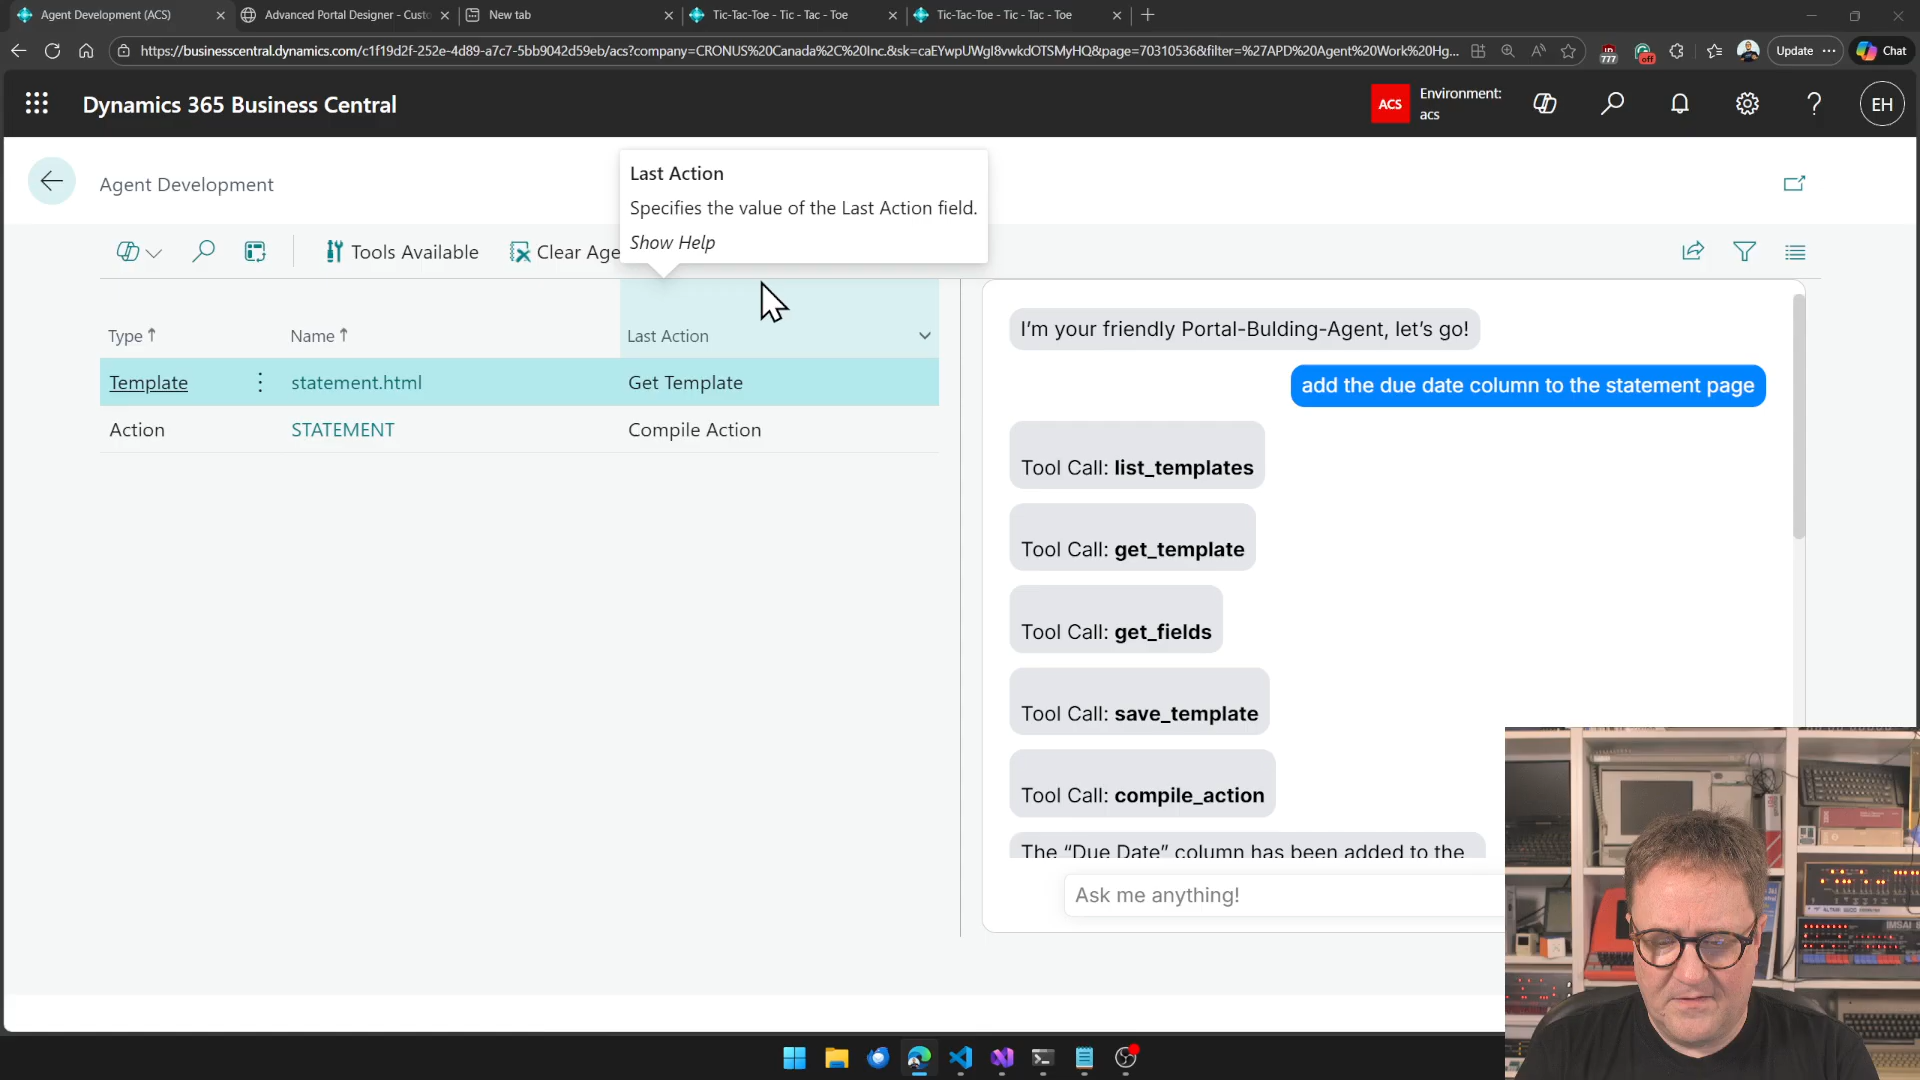 Agent Development (ACS)
Advanced Portal Designer - Custo
New tab
Tic-Tac-Toe - Tic - Tac - Toe
Tic-Tac-Toe - Tic - Tac - Toe
https://businesscentral.dynamics.com/c1f19d2f-252e-4d89-a7c7-5bb9042d59eb/acs?company=CRONUS%20Canada%2C%20Inc.&sk=caEYwpUWgI8vwkdOTSMyHQ&page=70310536&filter=%27APD%20Agent%20Work%20Hg...
777
off
Update
Chat
Dynamics 365 Business Central
ACS
Environment:
acs
EH
Agent Development
Last Action
Specifies the value of the Last Action field.
Show Help
Tools Available
Clear Age
Type
Name
Last Action
Template
statement.html
Get Template
Action
STATEMENT
Compile Action
I'm your friendly Portal-Bulding-Agent, let's go!
add the due date column to the statement page
Tool Call: list_templates
Tool Call: get_template
Tool Call: get_fields
Tool Call: save_template
Tool Call: compile_action
The “Due Date” column has been added to the
Ask me anything!